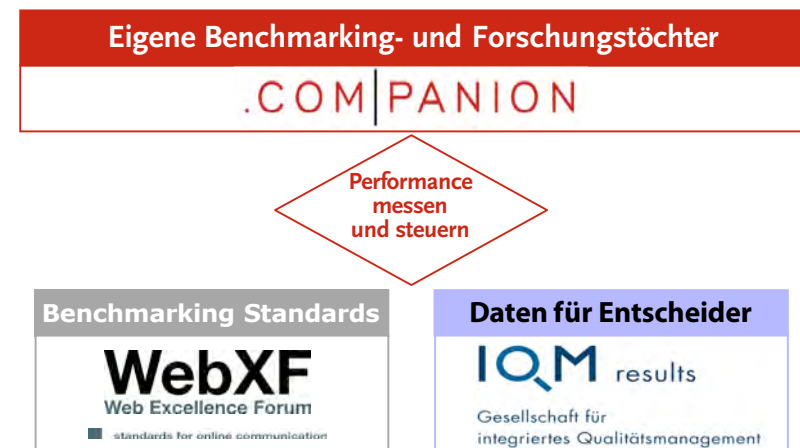 Eigene Benchmarking- und Forschungstöchter
.COM|PANION
Performance
messen
und steuern
Benchmarking Standards
WebXF
Web Excellence Forum
standards for online communication
Daten für Entscheider
IQM results
Gesellschaft für
integriertes Qualitätsmanagement